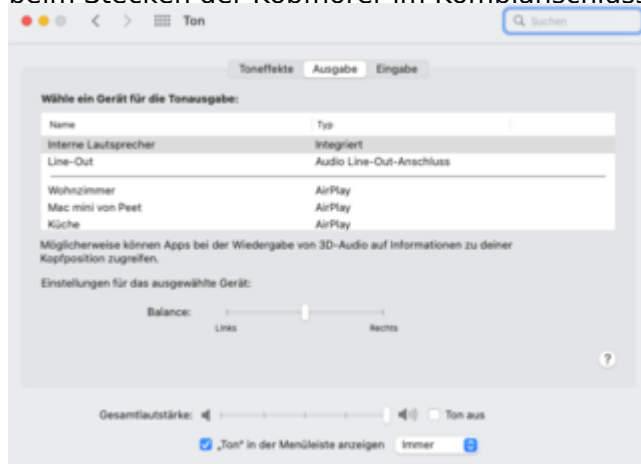 beim Stecken der Kopfhörer im Kombianschluss
Ton
Suchen
Toneffekte Ausgabe Eingabe
Wähle ein Gerät für die Tonausgabe:
Name Typ
Interne Lautsprecher Integriert
Line-Out Audio Line-Out-Anschluss
Wohnzimmer AirPlay
Mac mini von Peet AirPlay
Küche AirPlay
Möglicherweise können Apps bei der Wiedergabe von 3D-Audio auf Informationen zu deiner
Kopfposition zugreifen.
Einstellungen für das ausgewählte Gerät:
Balance:
Links Rechts
?
Gesamtlautstärke: Ton aus
„Ton“ in der Menüleiste anzeigen Immer